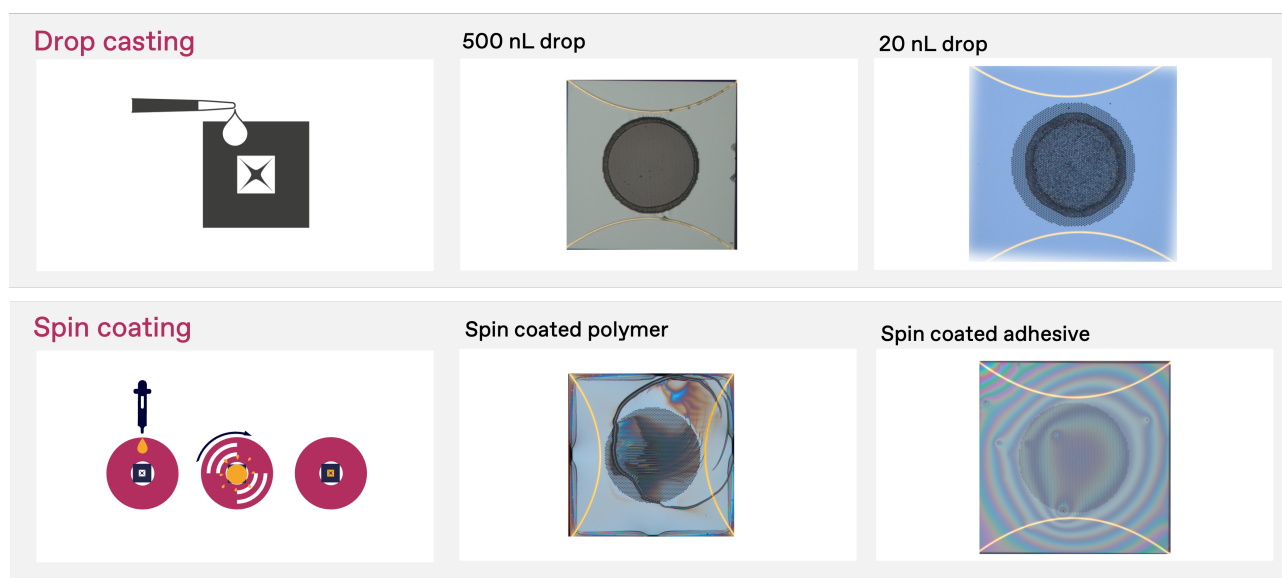 Drop casting
500 nL drop
20 nL drop
Spin coating
Spin coated polymer
Spin coated adhesive